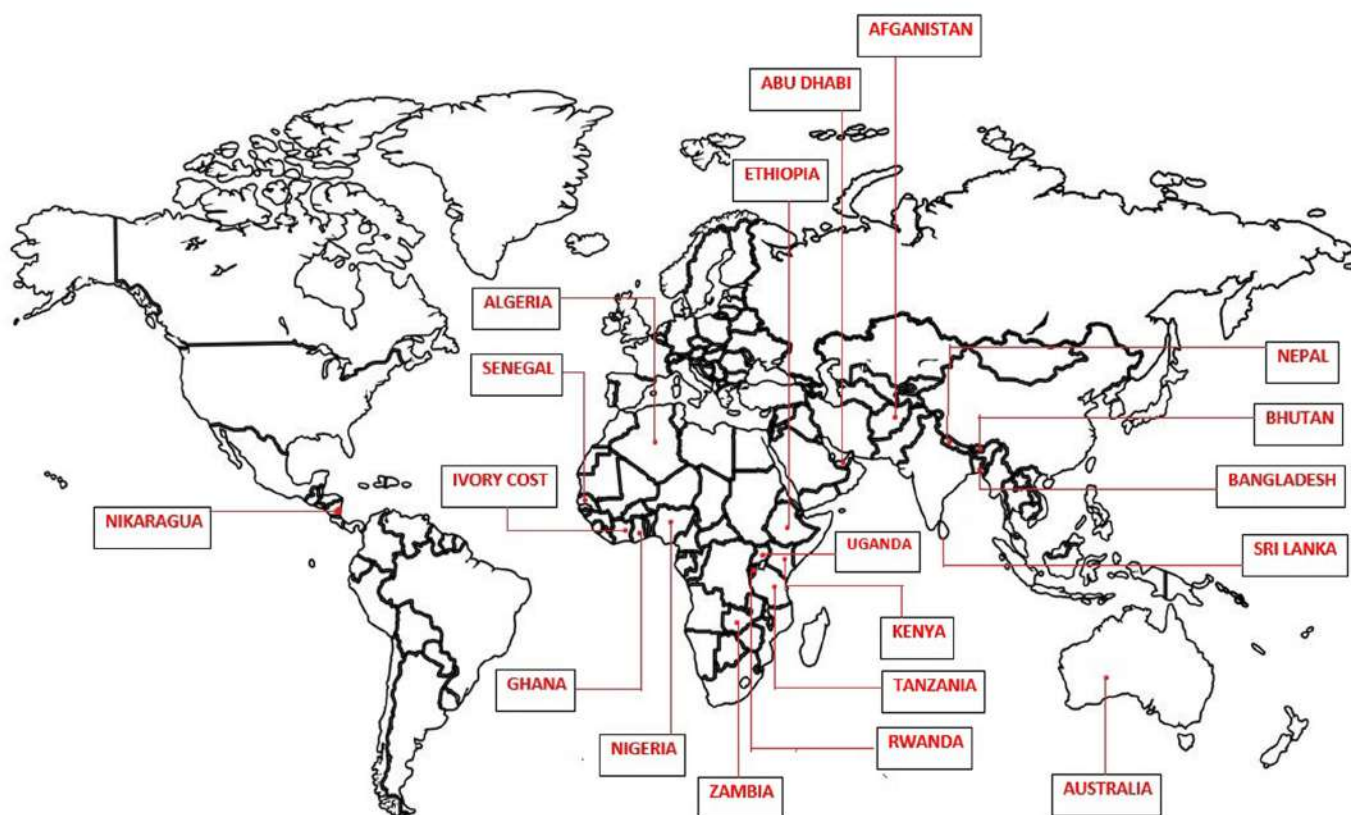 AFGANISTAN
ABU DHABI
ETHIOPIA
ALGERIA
SENEGAL
NEPAL
BHUTAN
IVORY COST
BANGLADESH
NIKARAGUA
UGANDA
SRI LANKA
KENYA
GHANA
TANZANIA
NIGERIA
RWANDA
ZAMBIA
AUSTRALIA